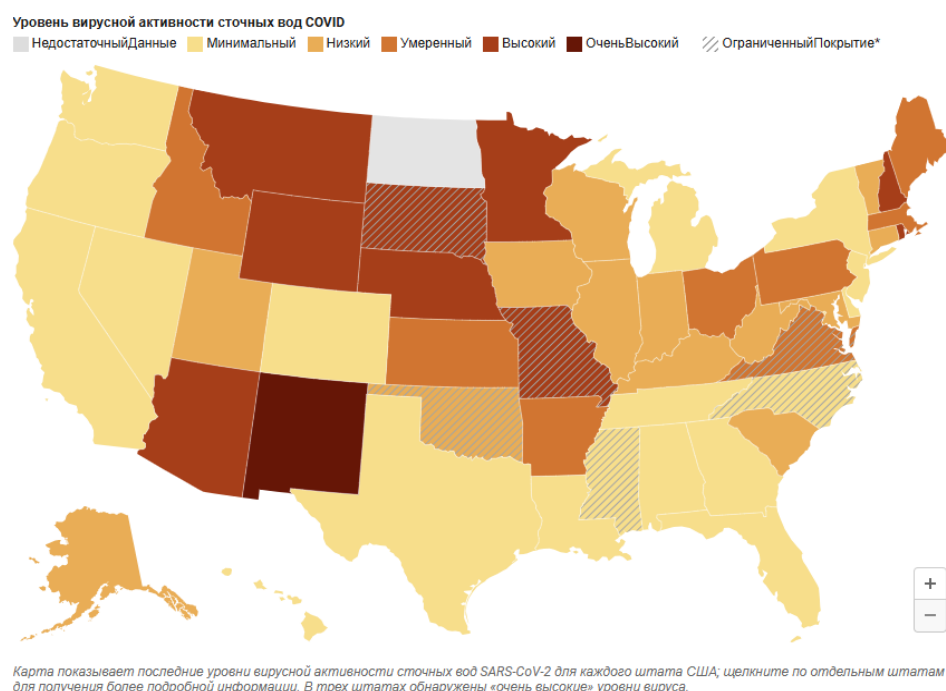 Уровень вирусной активности сточных вод COVID
НедостаточныйДанные Минимальный Низкий Умеренный Высокий ОченьВысокий ОграниченныйПокрытие*
+
−
Карта показывает последние уровни вирусной активности сточных вод SARS-CoV-2 для каждого штата США; щелкните по отдельным штатам
для получения более подробной информации. В трех штатах обнаружены «очень высокие» уровни вируса.